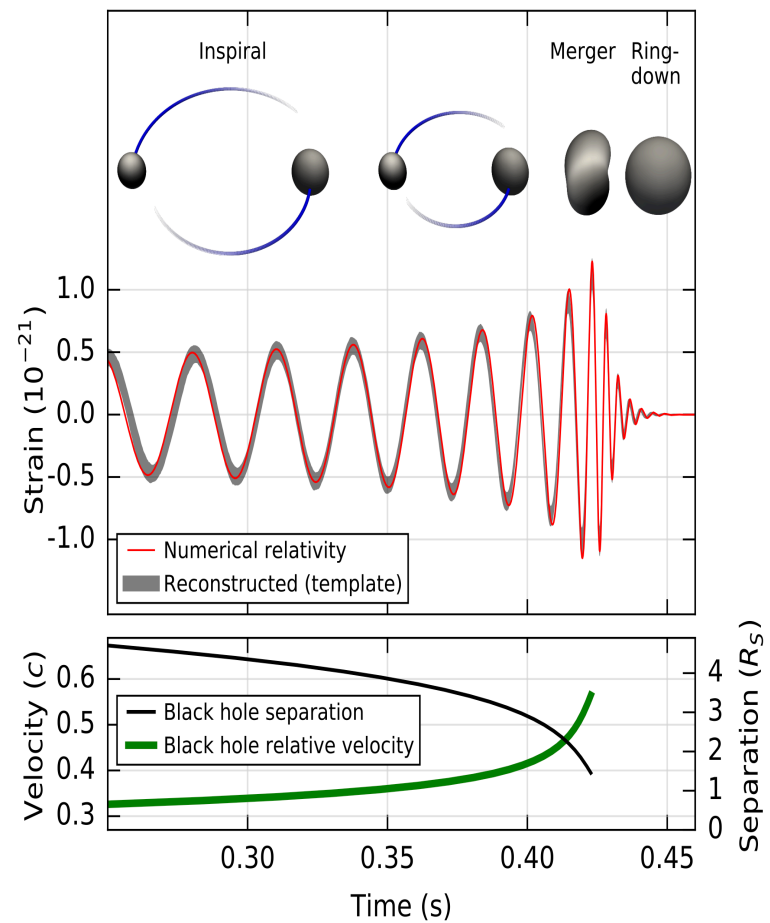 Inspiral
Merger
Ring-
down
Strain (10⁻²¹)
1.0
0.5
0.0
-0.5
-1.0
Numerical relativity
Reconstructed (template)
Velocity (c)
0.6
0.5
0.4
0.3
Black hole separation
Black hole relative velocity
4
3
2
1
0
Separation (R_S)
0.30 0.35 0.40 0.45
Time (s)